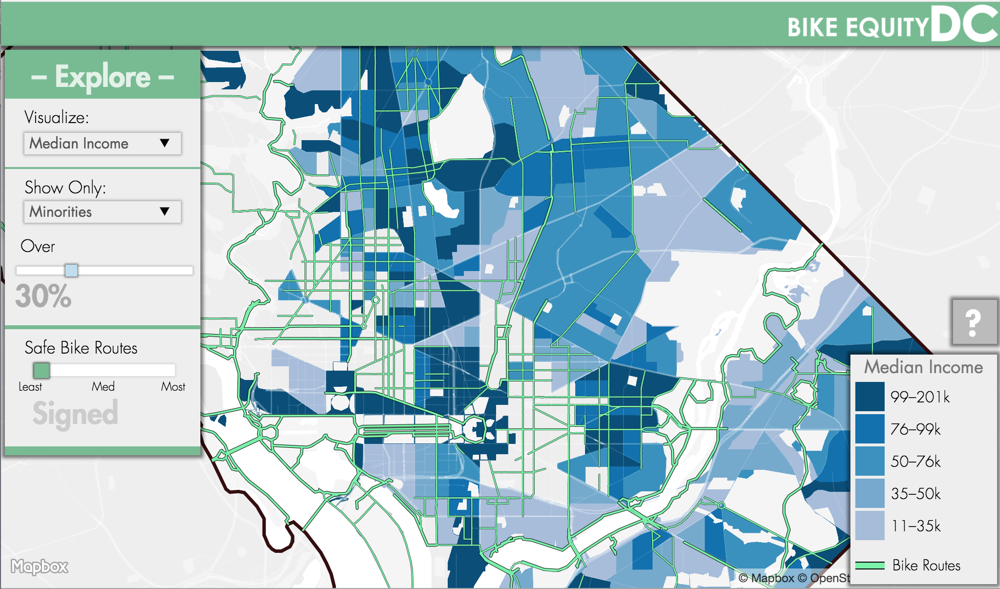 BIKE EQUITY DC
– Explore –
Visualize:
Median Income ▼
Show Only:
Minorities ▼
Over
30%
Safe Bike Routes
Least Med Most
Signed
?
Median Income
99–201k
76–99k
50–76k
35–50k
11–35k
Bike Routes
Mapbox
© Mapbox © OpenSt